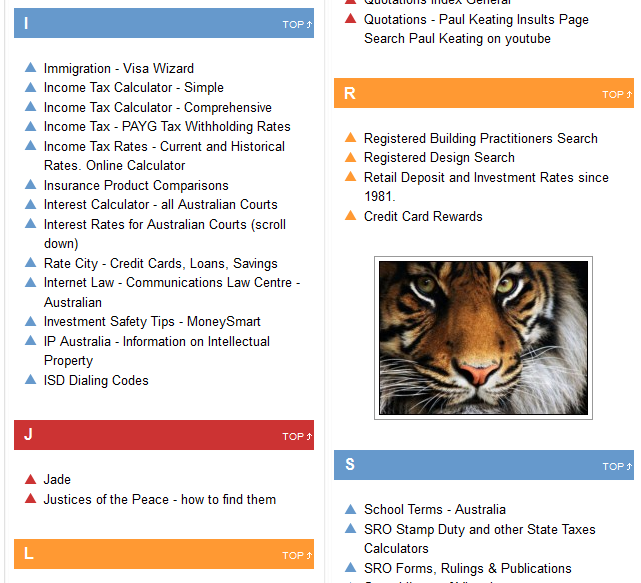 I
TOP
Immigration - Visa Wizard
Income Tax Calculator - Simple
Income Tax Calculator - Comprehensive
Income Tax - PAYG Tax Withholding Rates
Income Tax Rates - Current and Historical
Rates. Online Calculator
Insurance Product Comparisons
Interest Calculator - all Australian Courts
Interest Rates for Australian Courts (scroll
down)
Rate City - Credit Cards, Loans, Savings
Internet Law - Communications Law Centre -
Australian
Investment Safety Tips - MoneySmart
IP Australia - Information on Intellectual
Property
ISD Dialing Codes
J
TOP
Jade
Justices of the Peace - how to find them
L
TOP
Quotations Index General
Quotations - Paul Keating Insults Page
Search Paul Keating on youtube
R
TOP
Registered Building Practitioners Search
Registered Design Search
Retail Deposit and Investment Rates since
1981.
Credit Card Rewards
S
TOP
School Terms - Australia
SRO Stamp Duty and other State Taxes
Calculators
SRO Forms, Rulings & Publications